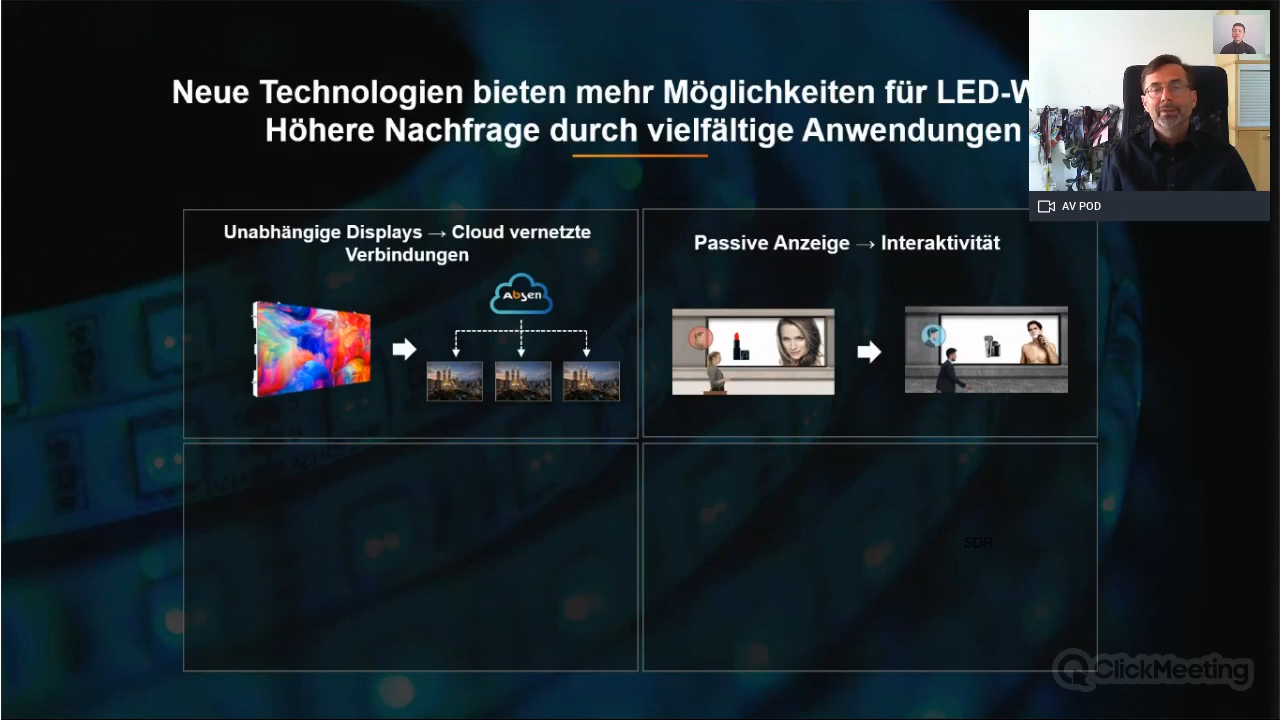 Neue Technologien bieten mehr Möglichkeiten für LED-W
Höhere Nachfrage durch vielfältige Anwendungen
AV POD
Unabhängige Displays → Cloud vernetzte
Verbindungen
Absen
Passive Anzeige → Interaktivität
SDR
ClickMeeting